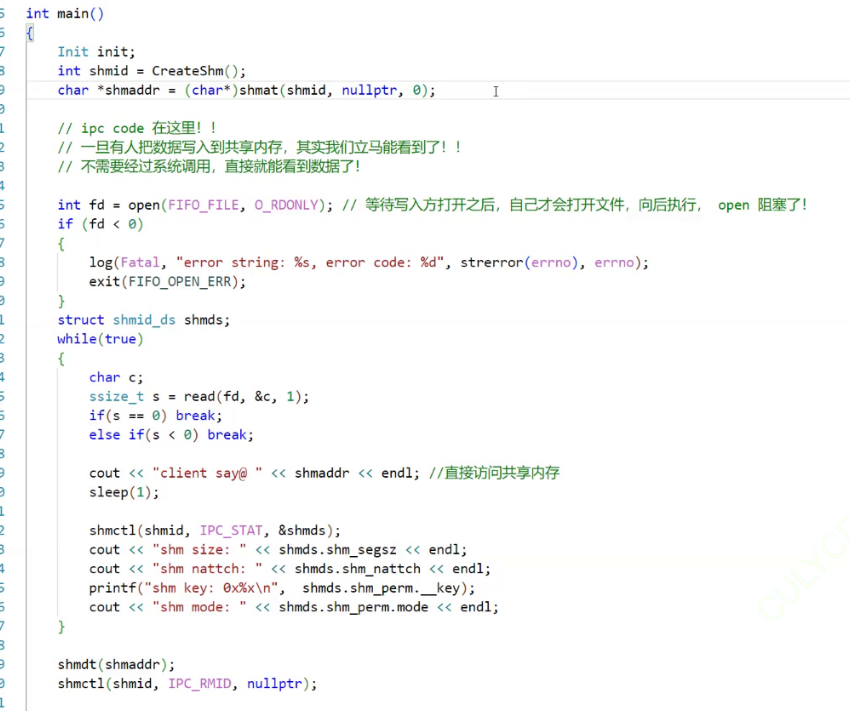 5 int main()
6 {
7     Init init;
8     int shmid = CreateShm();
9     char *shmaddr = (char*)shmat(shmid, nullptr, 0);
0
1     // ipc code 在这里！！
2     // 一旦有人把数据写入到共享内存，其实我们立马能看到了！！
3     // 不需要经过系统调用，直接就能看到数据了！
4
5     int fd = open(FIFO_FILE, O_RDONLY); // 等待写入方打开之后，自己才会打开文件，向后执行， open 阻塞了！
6     if (fd < 0)
7     {
8         log(Fatal, "error string: %s, error code: %d", strerror(errno), errno);
9         exit(FIFO_OPEN_ERR);
0     }
1     struct shmid_ds shmds;
2     while(true)
3     {
4         char c;
5         ssize_t s = read(fd, &c, 1);
6         if(s == 0) break;
7         else if(s < 0) break;
8
9         cout << "client say@ " << shmaddr << endl; //直接访问共享内存
0         sleep(1);
1
2         shmctl(shmid, IPC_STAT, &shmds);
3         cout << "shm size: " << shmds.shm_segsz << endl;
4         cout << "shm nattch: " << shmds.shm_nattch << endl;
5         printf("shm key: 0x%x\n",  shmds.shm_perm.__key);
6         cout << "shm mode: " << shmds.shm_perm.mode << endl;
7     }
8
9     shmdt(shmaddr);
0     shmctl(shmid, IPC_RMID, nullptr);
1